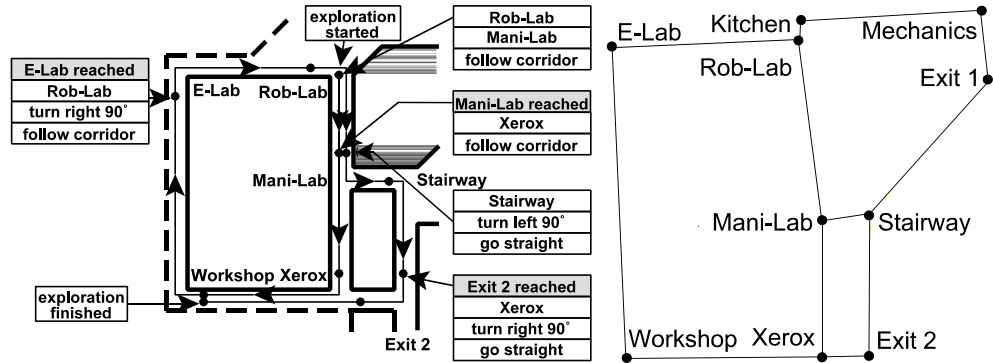 exploration
started
Rob-Lab
Mani-Lab
follow corridor
E-Lab reached
Rob-Lab
turn right 90°
follow corridor
E-Lab
Rob-Lab
Mani-Lab reached
Xerox
follow corridor
Mani-Lab
Stairway
Stairway
turn left 90°
go straight
Workshop Xerox
exploration
finished
Exit 2 reached
Xerox
turn right 90°
go straight
Exit 2
E-Lab
Kitchen
Mechanics
Rob-Lab
Exit 1
Mani-Lab
Stairway
Workshop
Xerox
Exit 2